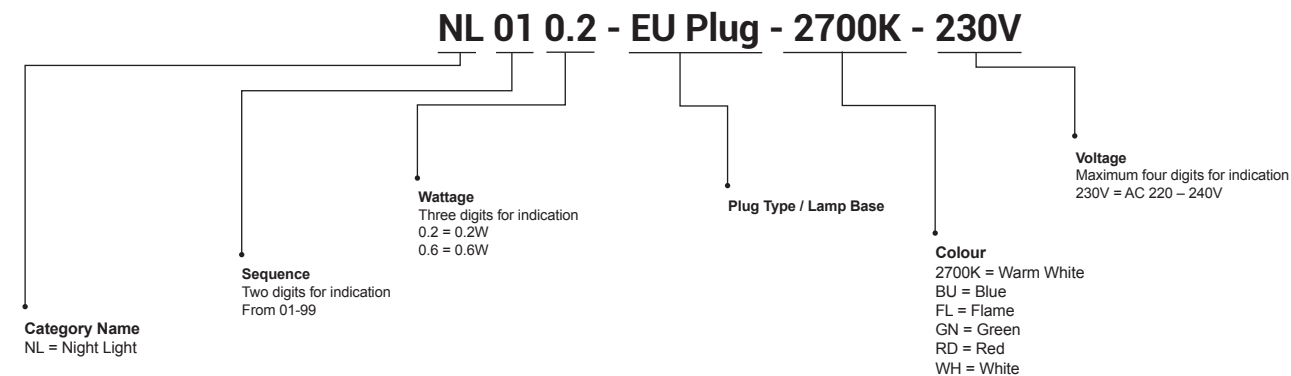 NL 01 0.2 - EU Plug - 2700K - 230V
Voltage
Maximum four digits for indication
230V = AC 220 – 240V
Wattage
Three digits for indication
0.2 = 0.2W
0.6 = 0.6W
Plug Type / Lamp Base
Colour
2700K = Warm White
BU = Blue
FL = Flame
GN = Green
RD = Red
WH = White
Sequence
Two digits for indication
From 01-99
Category Name
NL = Night Light